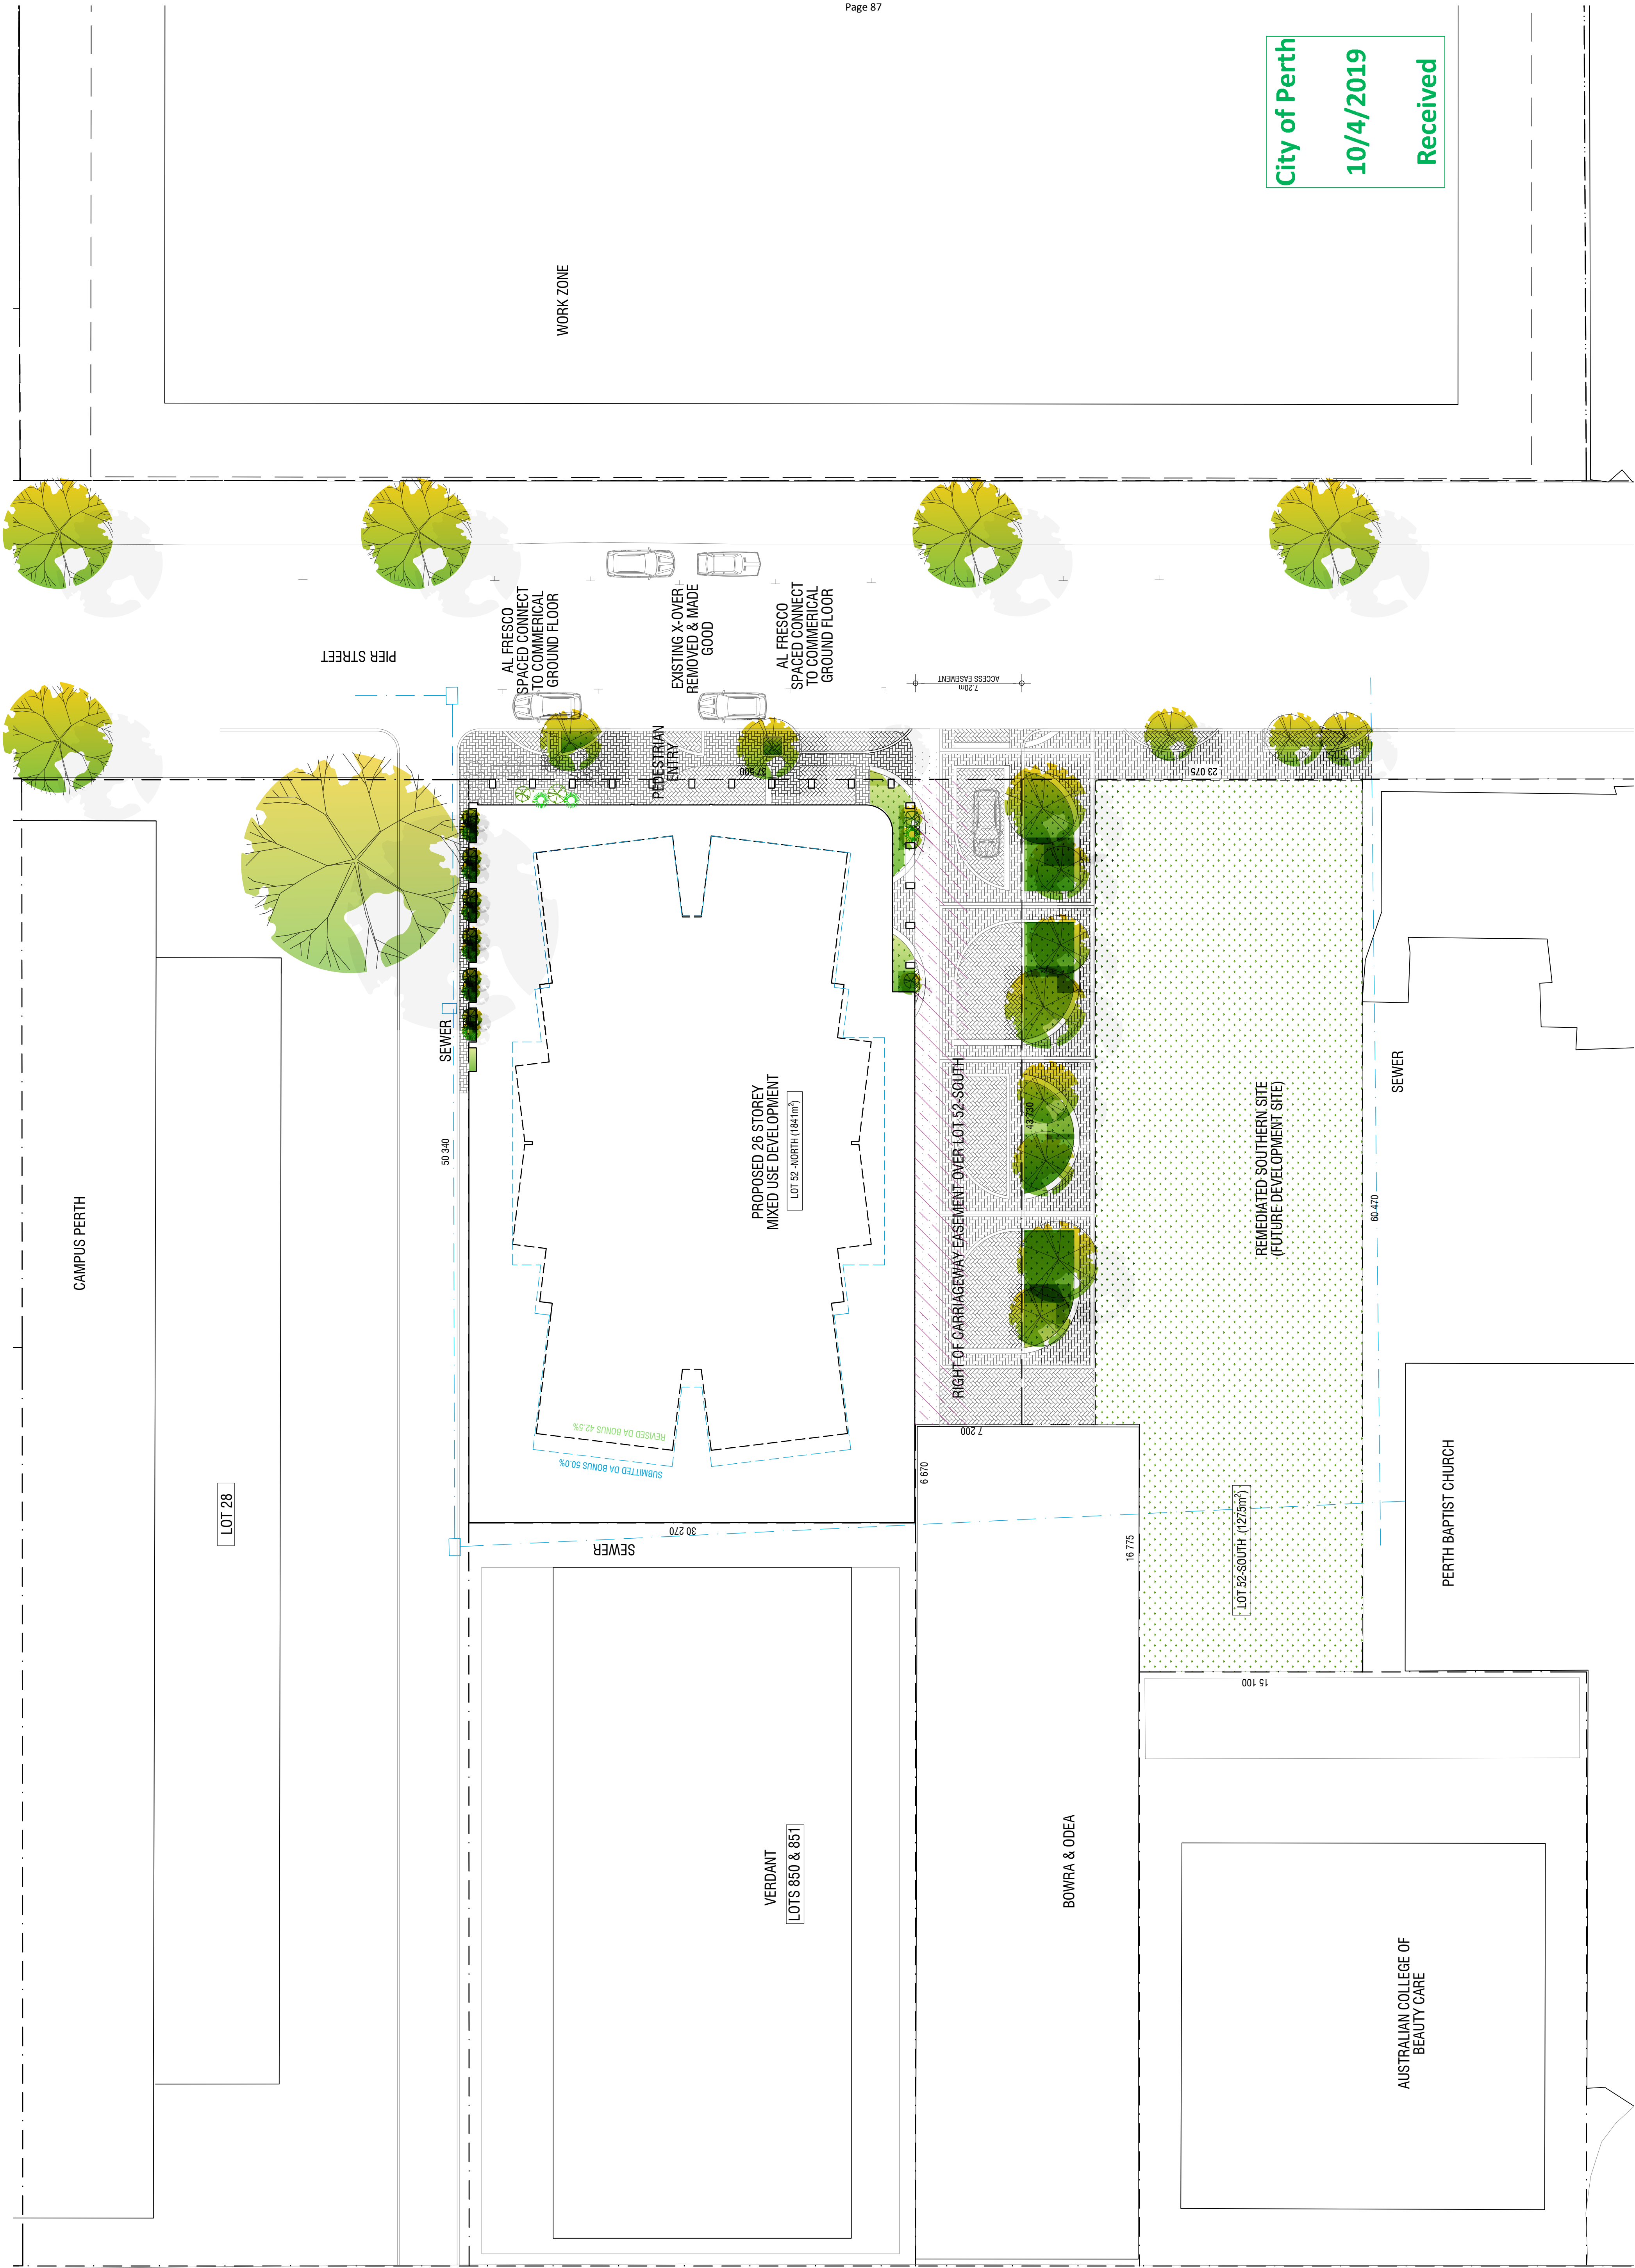 Page 87
City of Perth
10/4/2019
Received
WORK ZONE
PIER STREET
AL FRESCO
SPACED CONNECT
TO COMMERICAL
GROUND FLOOR
EXISTING X-OVER
REMOVED & MADE
GOOD
AL FRESCO
SPACED CONNECT
TO COMMERICAL
GROUND FLOOR
7.20m
ACCESS EASEMENT
PEDESTRIAN
ENTRY
37 500
23 075
SEWER
50 340
CAMPUS PERTH
LOT 28
PROPOSED 26 STOREY
MIXED USE DEVELOPMENT
LOT 52 -NORTH (1841m²)
RIGHT OF CARRIAGEWAY EASEMENT OVER LOT 52-SOUTH
43 730
REMEDIATED SOUTHERN SITE
(FUTURE DEVELOPMENT SITE)
SEWER
60 470
REVISED DA BONUS 42.5%
SUBMITTED DA BONUS 50.0%
7 200
6 670
30 270
SEWER
16 775
LOT 52-SOUTH (1275m²)
PERTH BAPTIST CHURCH
15 100
VERDANT
LOTS 850 & 851
BOWRA & ODEA
AUSTRALIAN COLLEGE OF
BEAUTY CARE